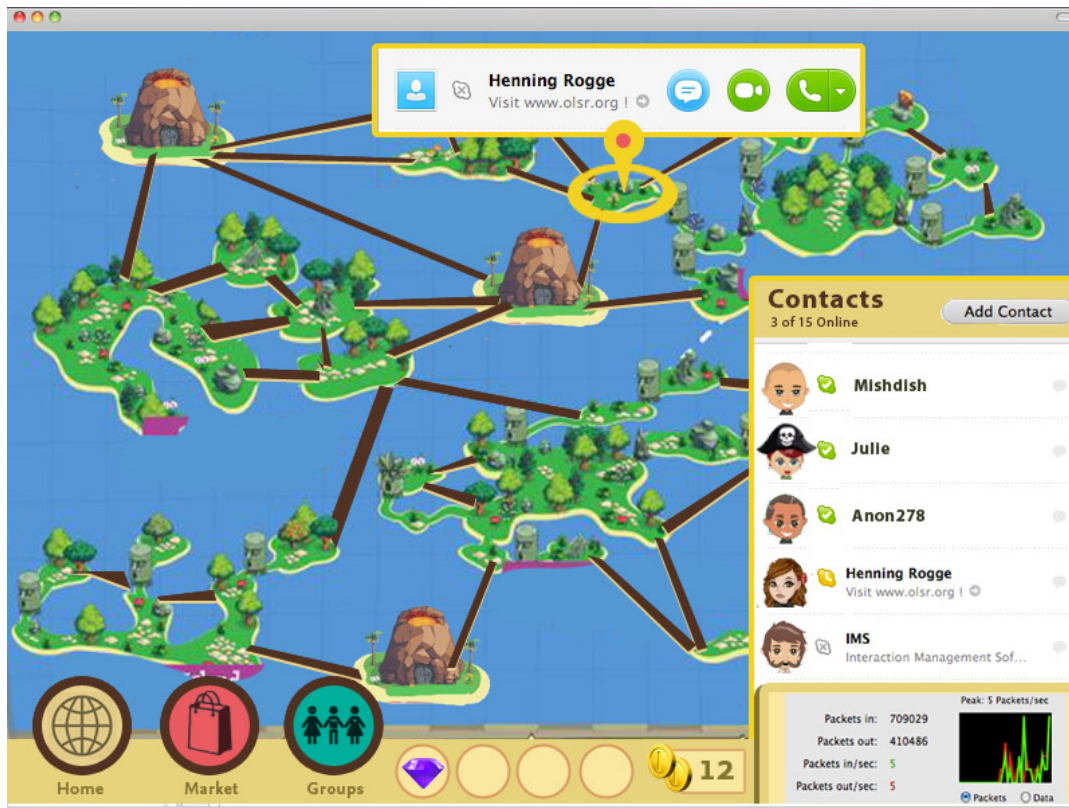 Henning Rogge
Visit www.olsr.org !
Contacts
3 of 15 Online
Add Contact
Mishdish
Julie
Anon278
Henning Rogge
Visit www.olsr.org !
IMS
Interaction Management Sof...
Home
Market
Groups
12
Peak: 5 Packets/sec
Packets in: 709029
Packets out: 410486
Packets in/sec: 5
Packets out/sec: 5
Packets Data